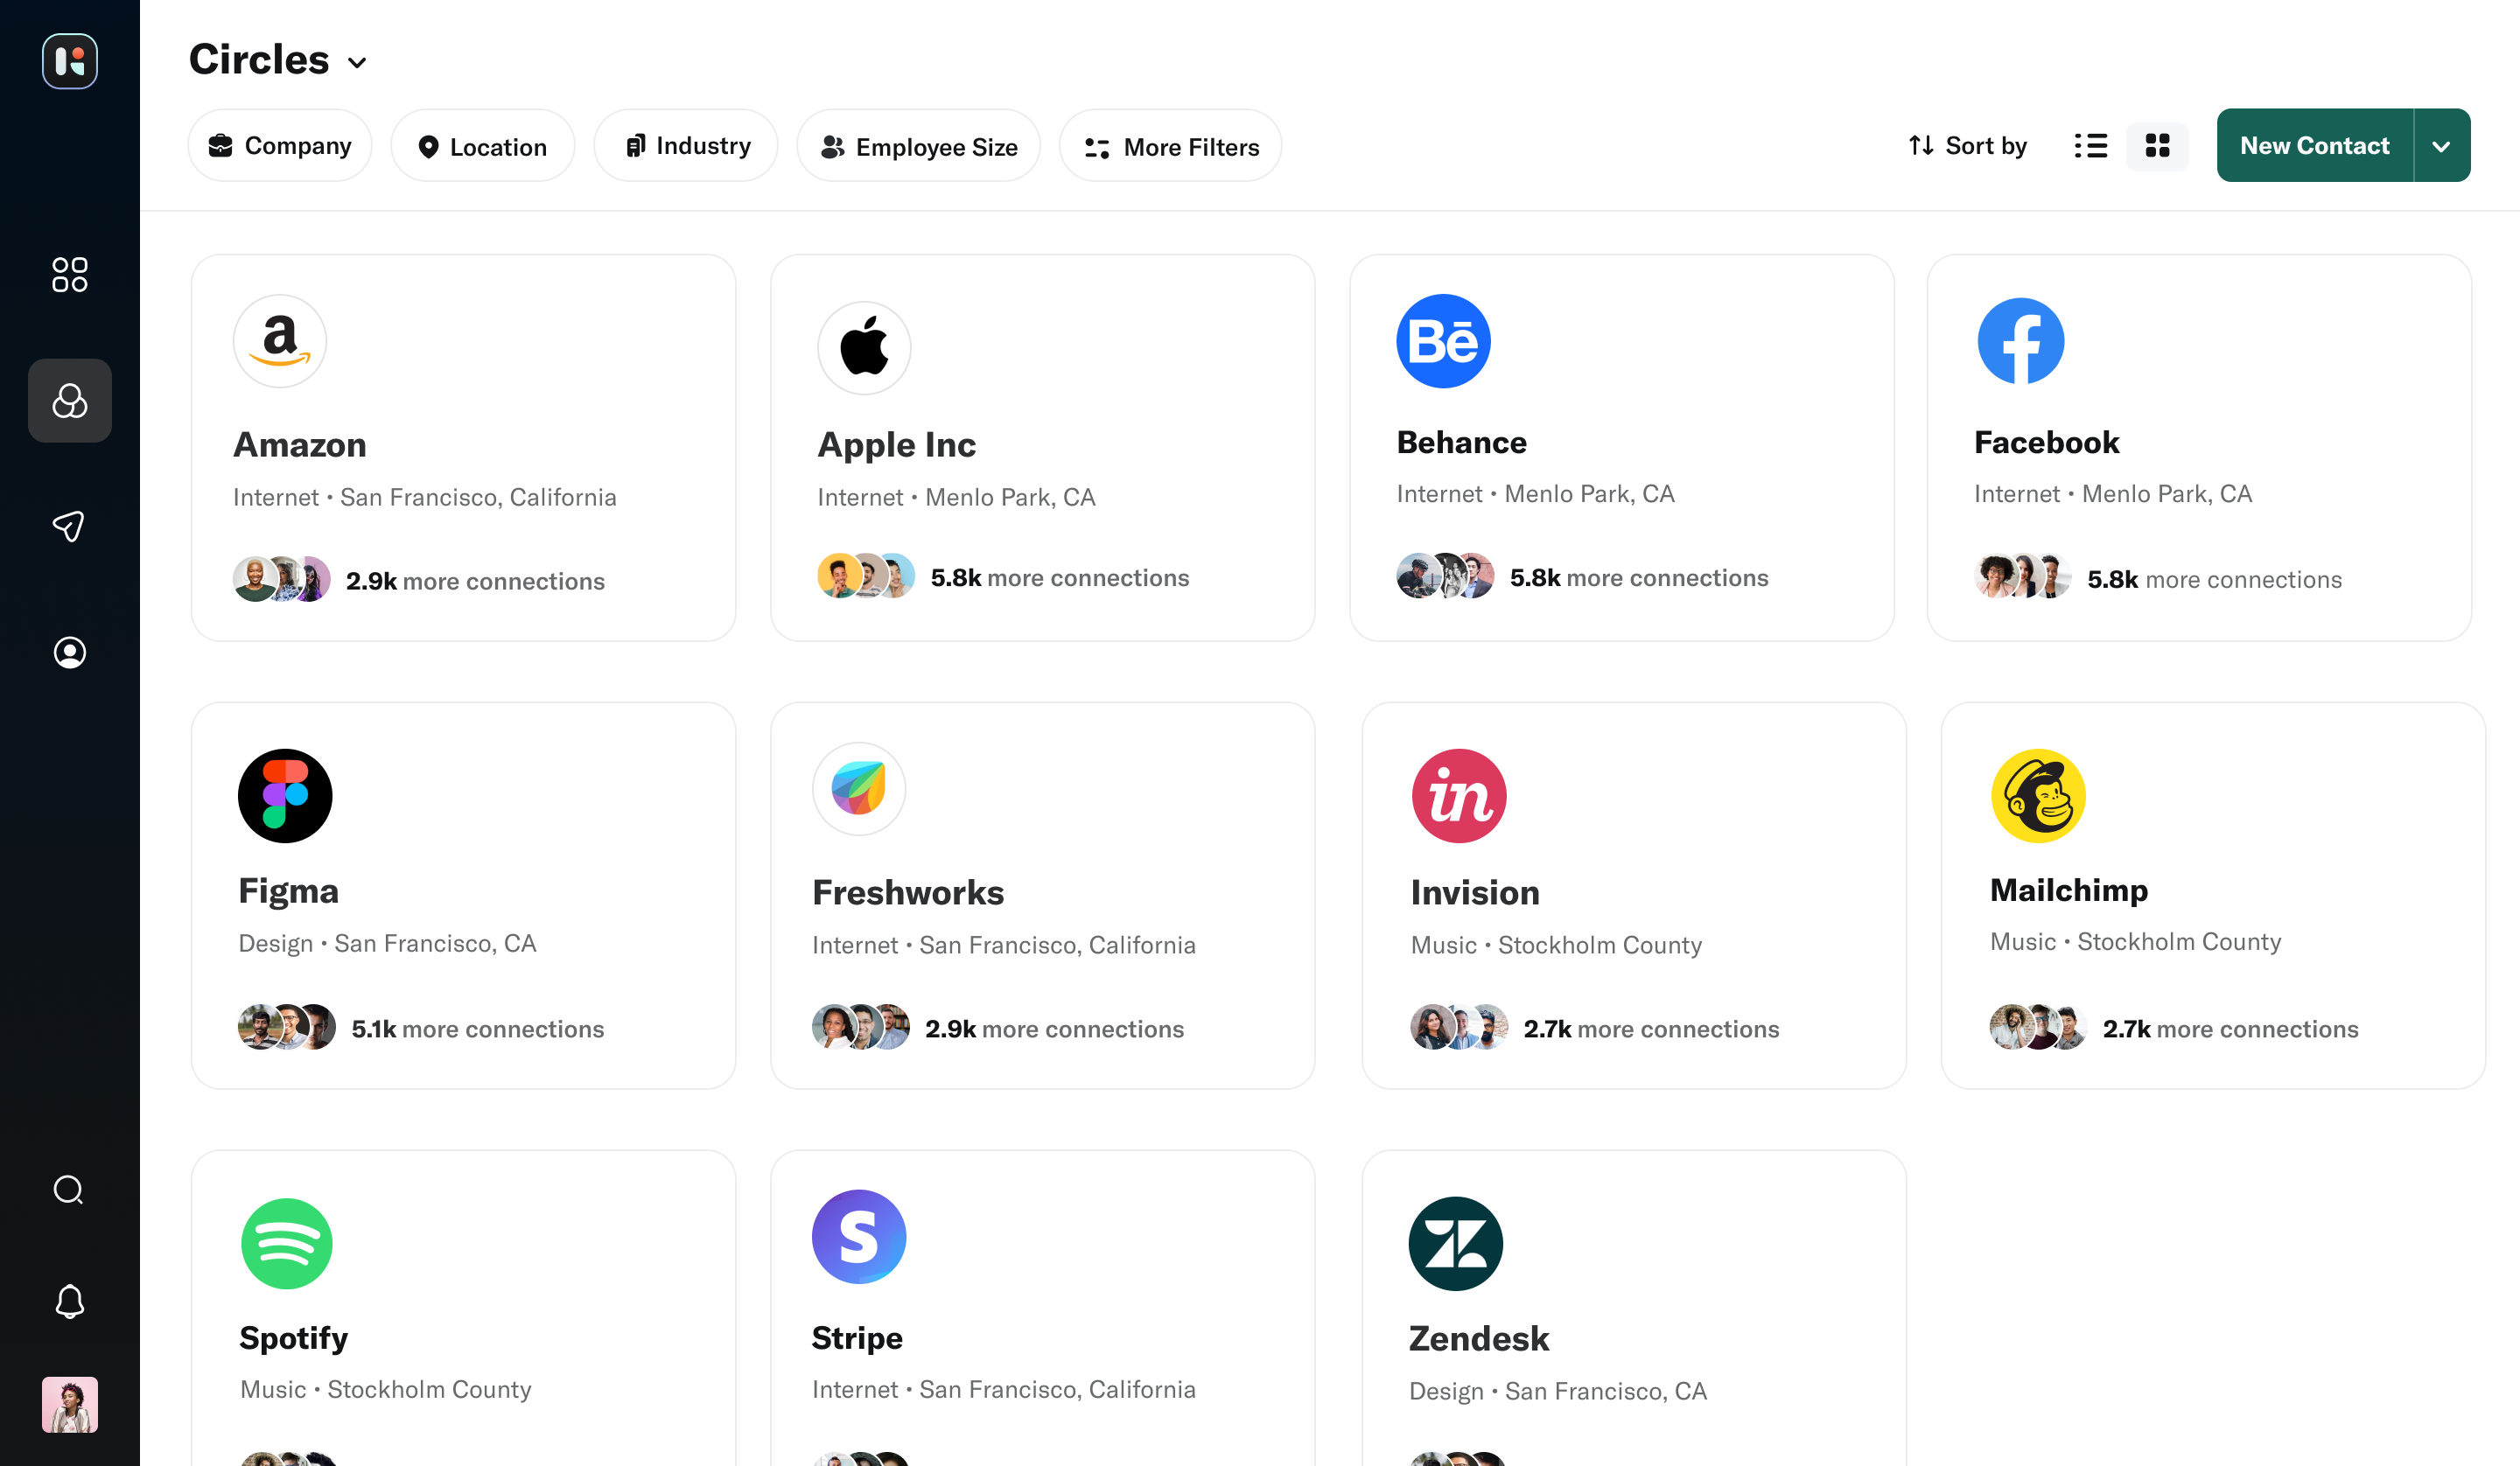 Circles
Company
Location
Industry
Employee Size
More Filters
Sort by
New Contact
a
Bē
f
Amazon
Internet • San Francisco, California
2.9k more connections
Apple Inc
Internet • Menlo Park, CA
5.8k more connections
Behance
Internet • Menlo Park, CA
5.8k more connections
Facebook
Internet • Menlo Park, CA
5.8k more connections
in
Figma
Design • San Francisco, CA
5.1k more connections
Freshworks
Internet • San Francisco, California
2.9k more connections
Invision
Music • Stockholm County
2.7k more connections
Mailchimp
Music • Stockholm County
2.7k more connections
S
Spotify
Music • Stockholm County
Stripe
Internet • San Francisco, California
Zendesk
Design • San Francisco, CA